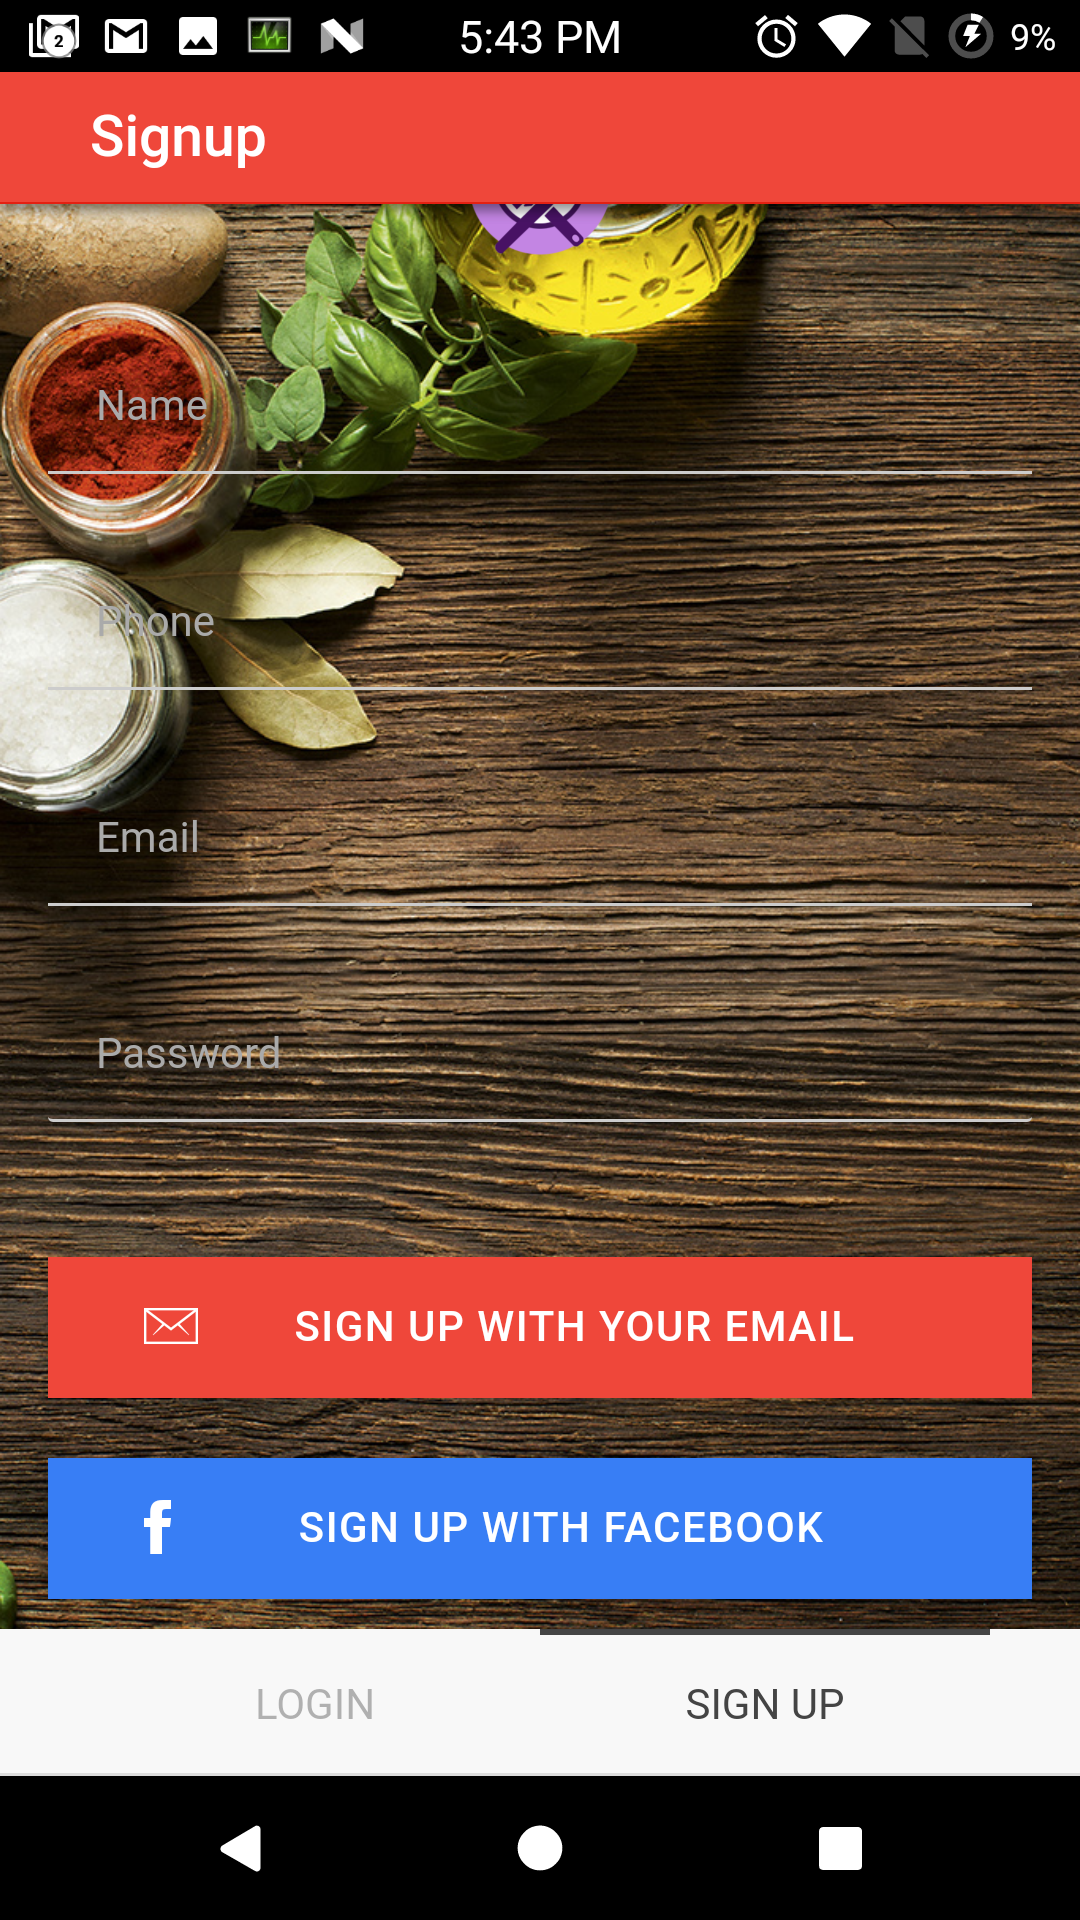 2 5:43 PM 9%
Signup
Name
Phone
Email
Password
SIGN UP WITH YOUR EMAIL
f SIGN UP WITH FACEBOOK
LOGIN SIGN UP